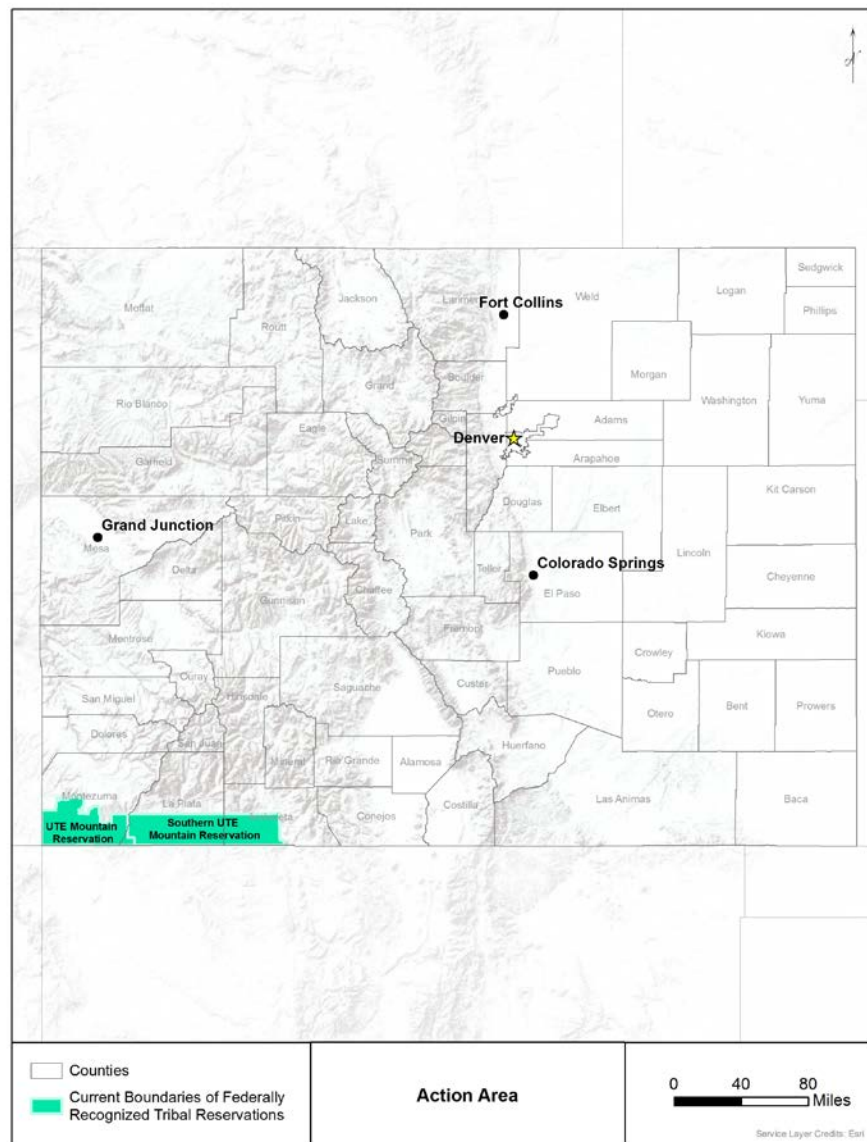 Fort Collins
Denver
Grand Junction
Colorado Springs
Moffat
Routt
Jackson
Larimer
Weld
Logan
Sedgwick
Phillips
Morgan
Washington
Yuma
Rio Blanco
Grand
Boulder
Gilpin
Adams
Arapahoe
Garfield
Eagle
Summit
Douglas
Elbert
Kit Carson
Mesa
Pitkin
Lake
Park
Teller
El Paso
Lincoln
Cheyenne
Delta
Gunnison
Chaffee
Fremont
Kiowa
Montrose
Ouray
Crowley
Pueblo
San Miguel
Hinsdale
Saguache
Custer
Otero
Bent
Prowers
Dolores
San Juan
Mineral
Rio Grande
Alamosa
Huerfano
Montezuma
La Plata
Conejos
Costilla
Las Animas
Baca
UTE Mountain
Reservation
Southern UTE
Mountain Reservation
Counties
Current Boundaries of Federally
Recognized Tribal Reservations
Action Area
0 40 80
Miles
Service Layer Credits: Esri